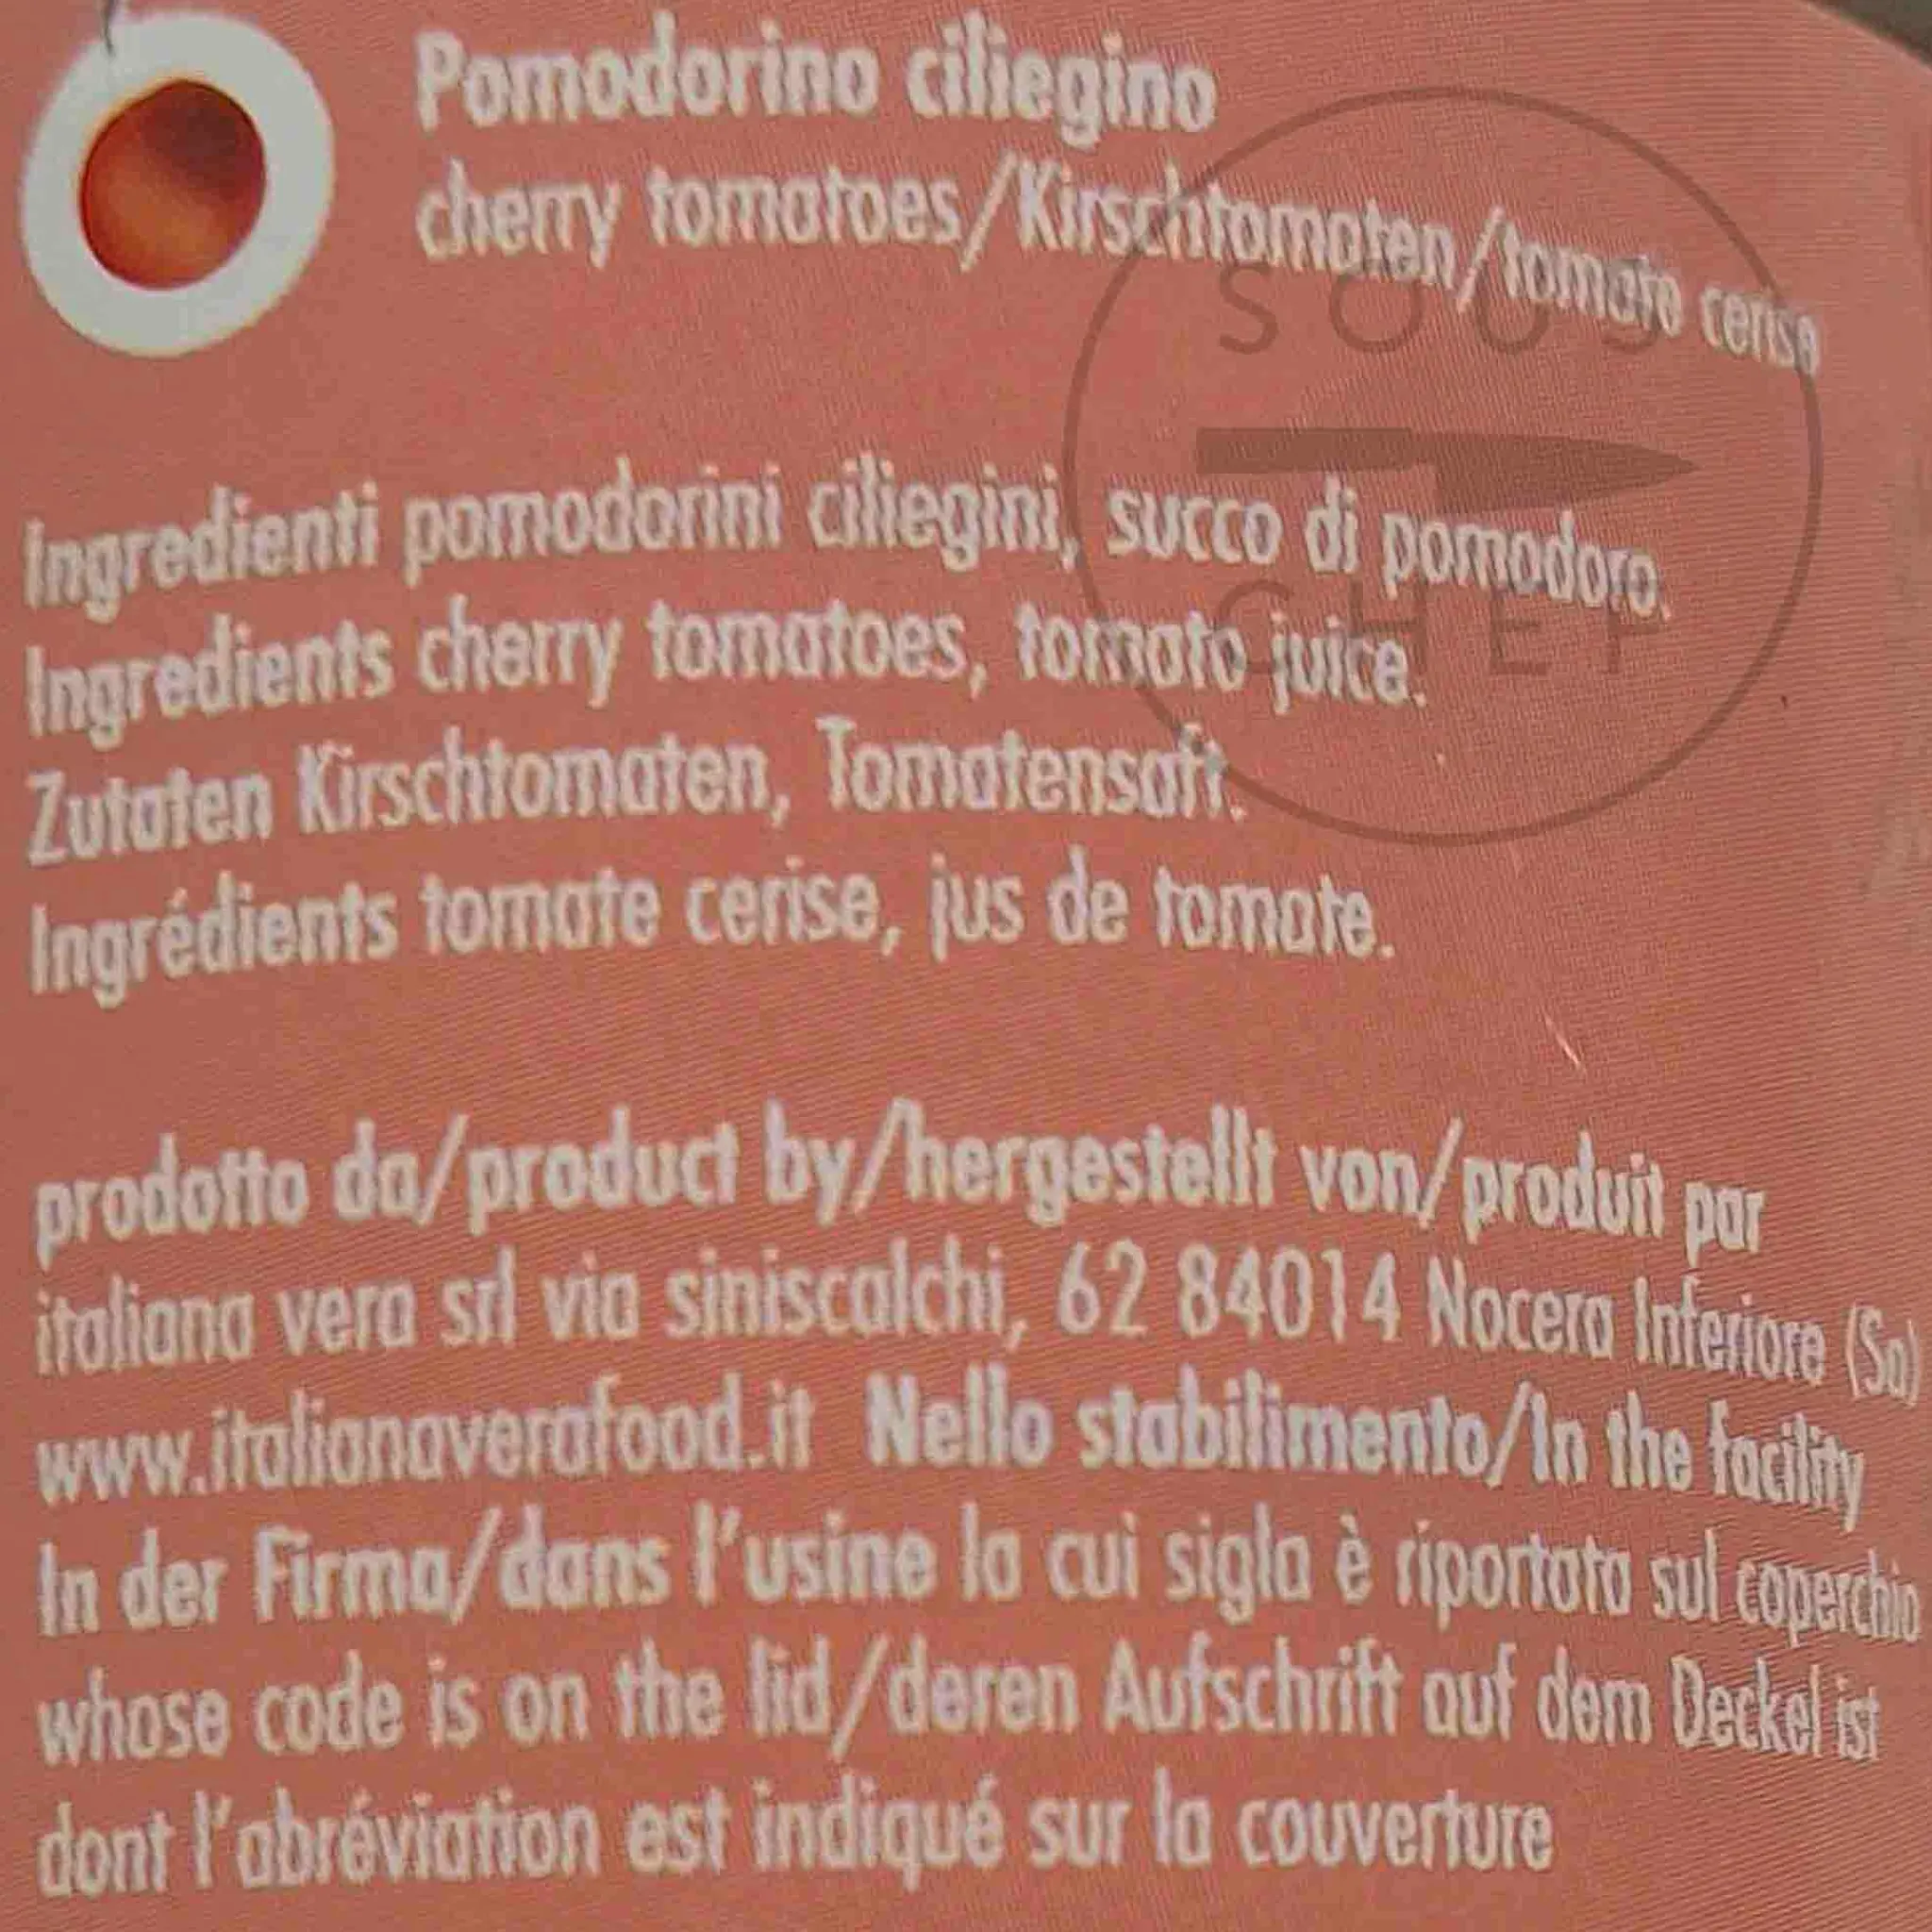 Pomodorino ciliegino
cherry tomatoes/Kirschtomaten/tomate cerise
SOUS
CHEF
Ingredienti pomodorini ciliegini, succo di pomodoro.
Ingredients cherry tomatoes, tomato juice.
Zutaten Kirschtomaten, Tomatensaft.
Ingrédients tomate cerise, jus de tomate.
prodotto da/product by/hergestellt von/produit par
italiana vera srl via siniscalchi, 62 84014 Nocera Inferiore (Sa)
www.italianaverafood.it Nello stabilimento/In the facility
In der Firma/dans l'usine la cui sigla è riportata sul coperchio
whose code is on the lid/deren Aufschrift auf dem Deckel ist
dont l'abréviation est indiqué sur la couverture